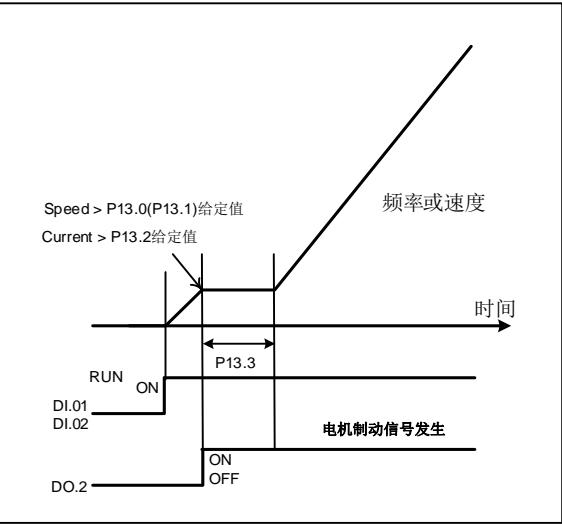 Speed > P13.0(P13.1)给定值
Current > P13.2给定值
频率或速度
时间
P13.3
RUN
ON
DI.01
DI.02
电机制动信号发生
ON
OFF
DO.2